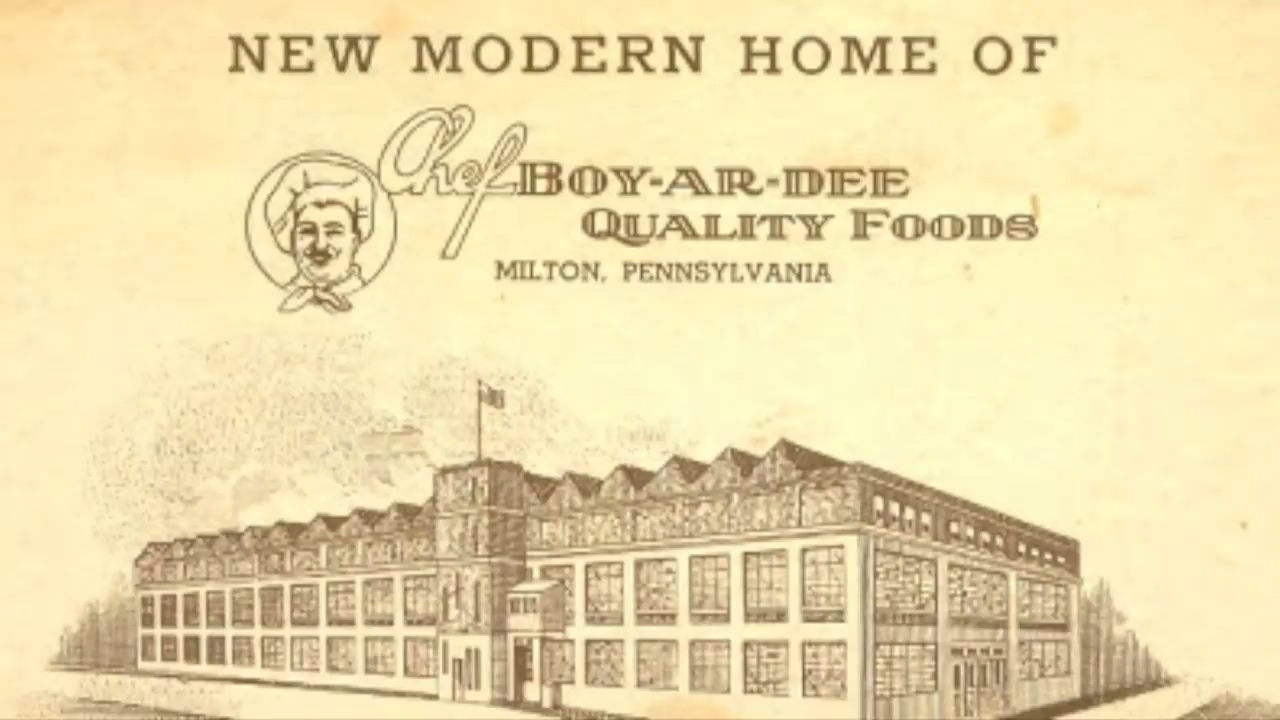 NEW MODERN HOME OF
Chef BOY-AR-DEE
QUALITY FOODS
MILTON, PENNSYLVANIA